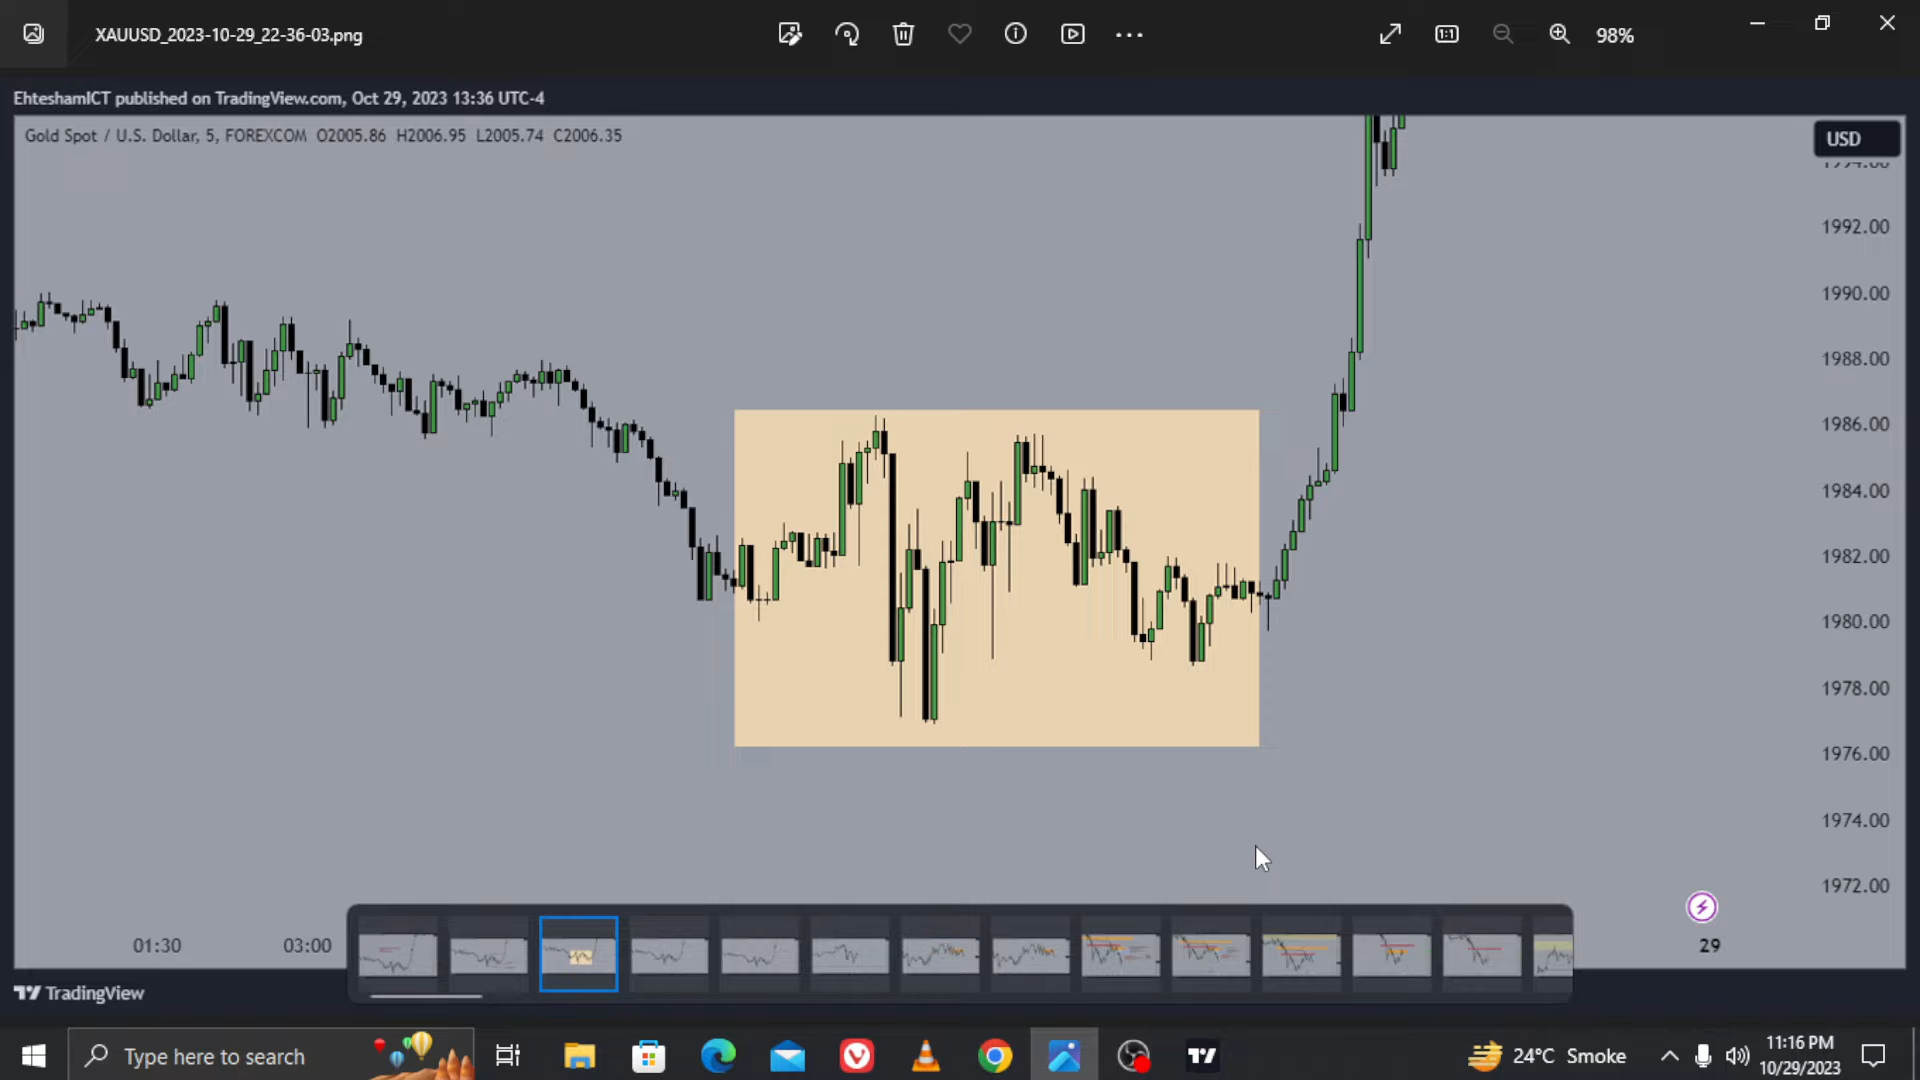 XAUUSD_2023-10-29_22-36-03.png
98%
EhteshamICT published on TradingView.com, Oct 29, 2023 13:36 UTC-4
Gold Spot / U.S. Dollar, 5, FOREXCOM O2005.86 H2006.95 L2005.74 C2006.35
USD
1994.00
1992.00
1990.00
1988.00
1986.00
1984.00
1982.00
1980.00
1978.00
1976.00
1974.00
1972.00
01:30 03:00 29
TradingView
Type here to search
24°C Smoke
11:16 PM
10/29/2023